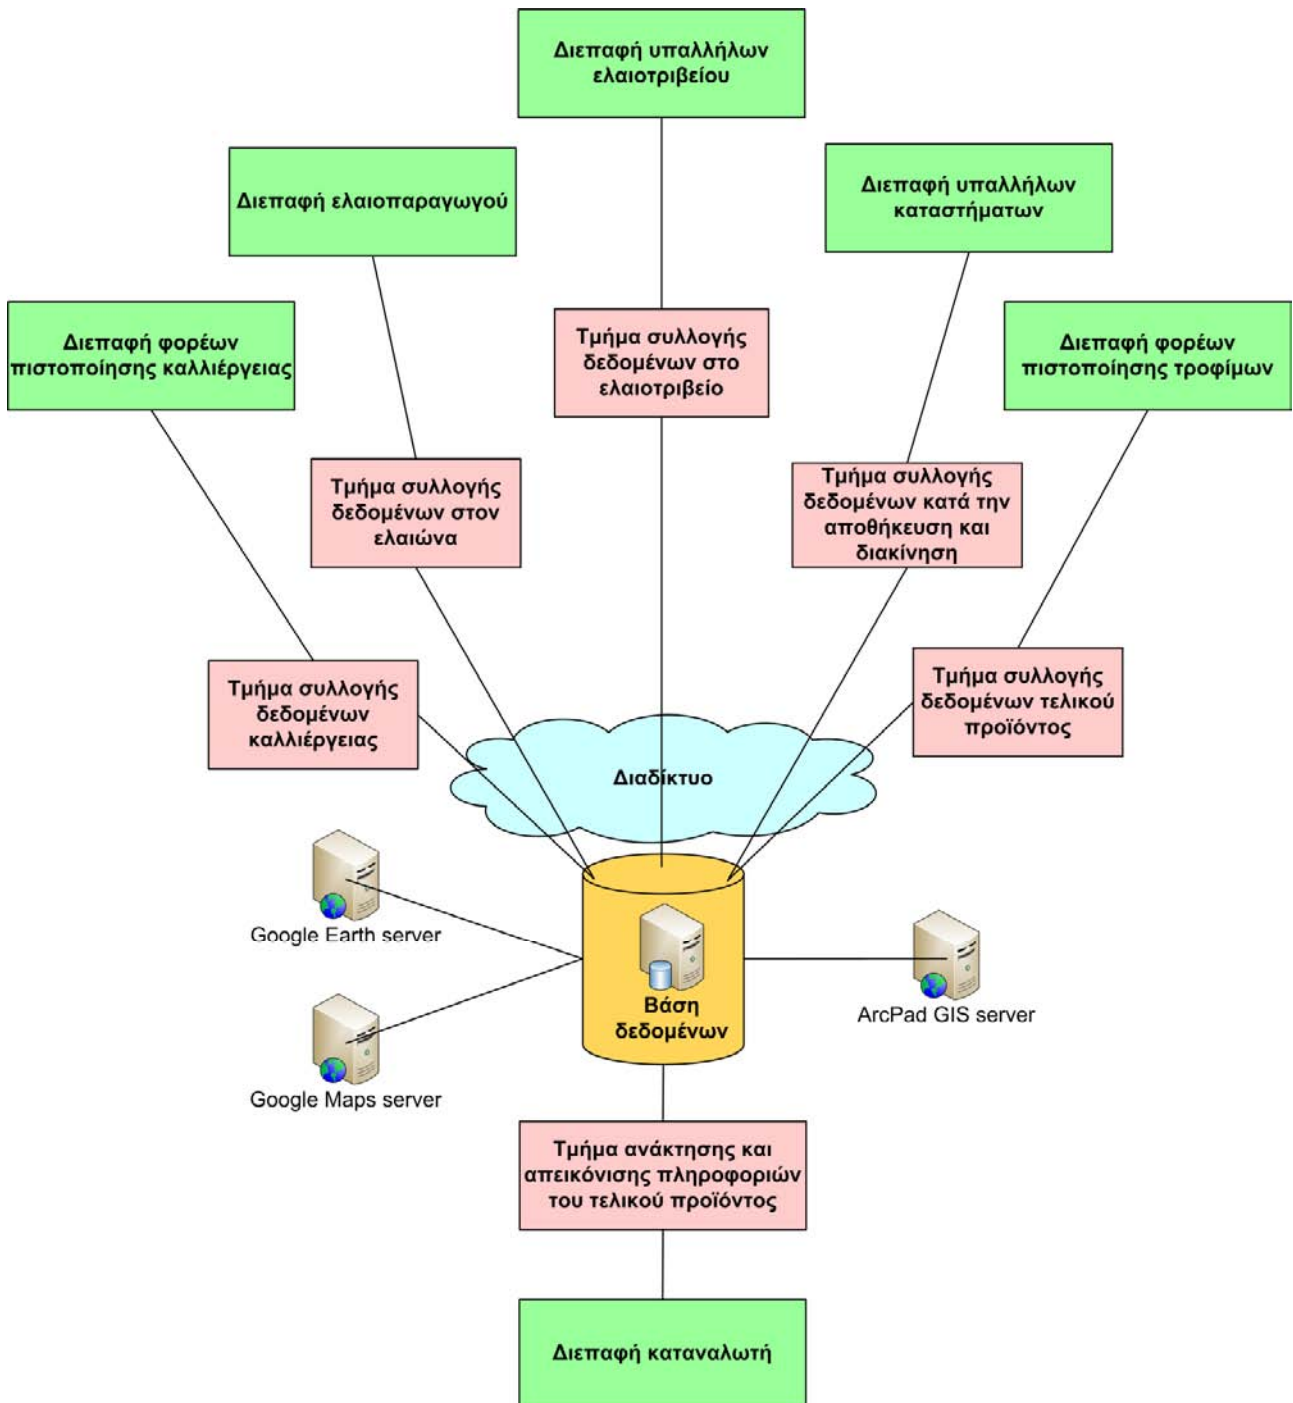 Διεπαφή υπαλλήλων
ελαιοτριβείου
Διεπαφή ελαιοπαραγωγού
Διεπαφή υπαλλήλων
καταστήματων
Διεπαφή φορέων
πιστοποίησης καλλιέργειας
Τμήμα συλλογής
δεδομένων στο
ελαιοτριβείο
Διεπαφή φορέων
πιστοποίησης τροφίμων
Τμήμα συλλογής
δεδομένων στον
ελαιώνα
Τμήμα συλλογής
δεδομένων κατά την
αποθήκευση και
διακίνηση
Τμήμα συλλογής
δεδομένων
καλλιέργειας
Τμήμα συλλογής
δεδομένων τελικού
προϊόντος
Διαδίκτυο
Google Earth server
Βάση
δεδομένων
ArcPad GIS server
Google Maps server
Τμήμα ανάκτησης και
απεικόνισης πληροφοριών
του τελικού προϊόντος
Διεπαφή καταναλωτή